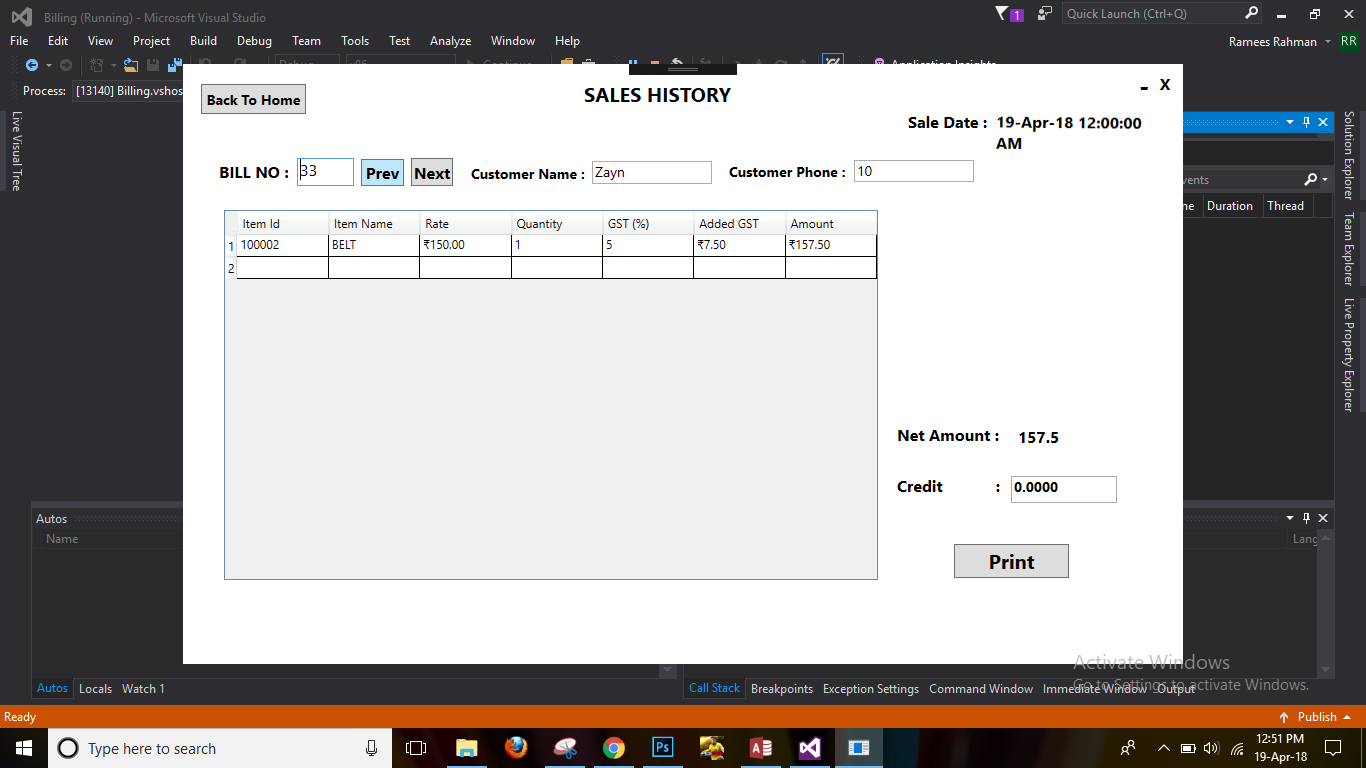 Billing (Running) - Microsoft Visual Studio
1
Quick Launch (Ctrl+Q)
File Edit View Project Build Debug Team Tools Test Analyze Window Help
Ramees Rahman RR
Process: [13140] Billing.vshos
Live Visual Tree
Back To Home
SALES HISTORY
- X
Sale Date : 19-Apr-18 12:00:00
AM
BILL NO : 33 Prev Next Customer Name : Zayn Customer Phone : 10
Item Id Item Name Rate Quantity GST (%) Added GST Amount
1 100002 BELT ₹150.00 1 5 ₹7.50 ₹157.50
2
Net Amount : 157.5
Credit : 0.0000
Print
Duration Thread
Solution Explorer
Team Explorer
Live Property Explorer
Autos
Name
Lang
Activate Windows
Go to Settings to activate Windows.
Autos Locals Watch 1
Call Stack Breakpoints Exception Settings Command Window Immediate Window Output
Ready
Publish
Type here to search
Ps
12:51 PM
19-Apr-18